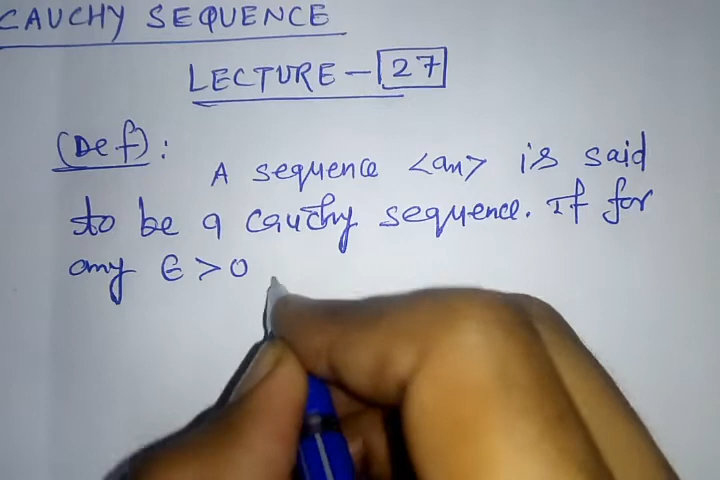 CAUCHY SEQUENCE
LECTURE - 27
(Def):
A sequence <an> is said
to be a cauchy sequence. If for
any ∈ > 0